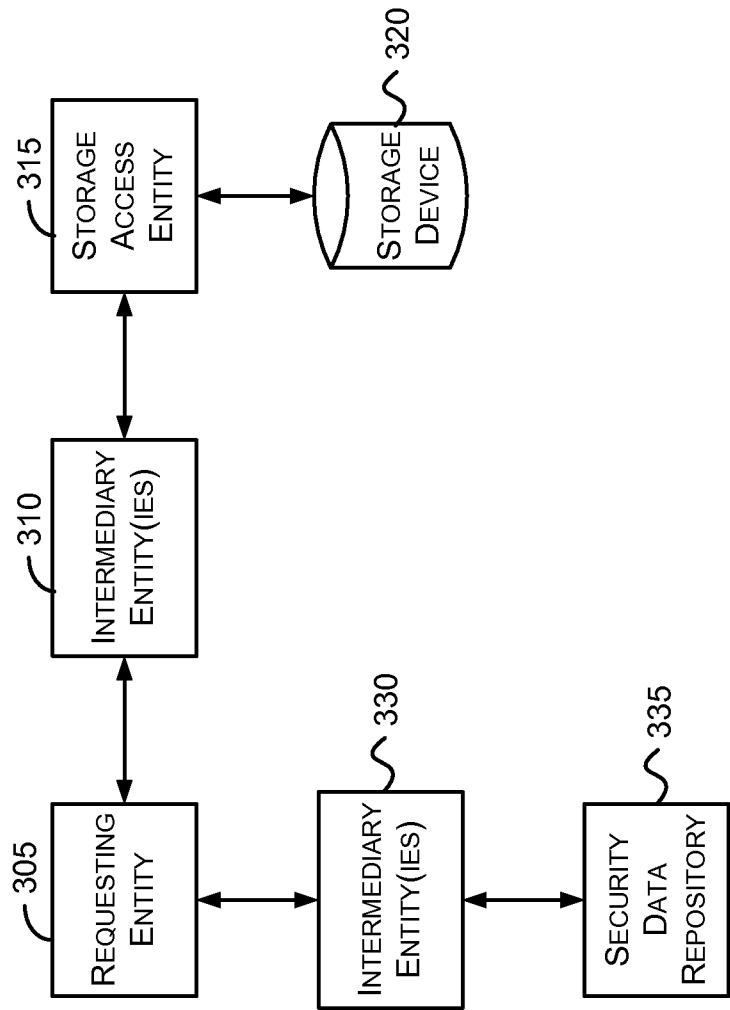 305
REQUESTING
ENTITY
310
INTERMEDIARY
ENTITY(IES)
315
STORAGE
ACCESS
ENTITY
330
INTERMEDIARY
ENTITY(IES)
320
STORAGE
DEVICE
335
SECURITY
DATA
REPOSITORY